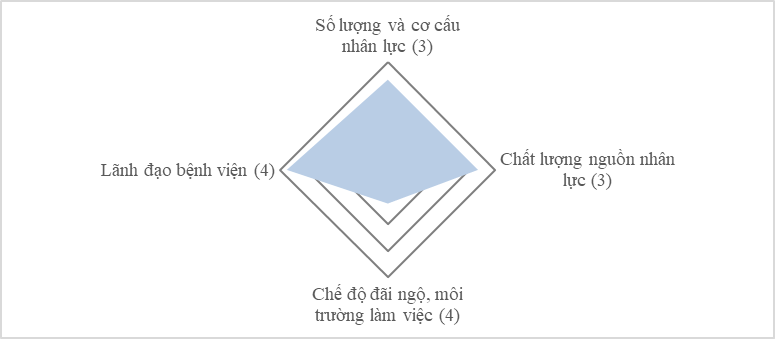 Số lượng và cơ cấu
nhân lực (3)
Lãnh đạo bệnh viện (4)
Chất lượng nguồn nhân
lực (3)
Chế độ đãi ngộ, môi
trường làm việc (4)